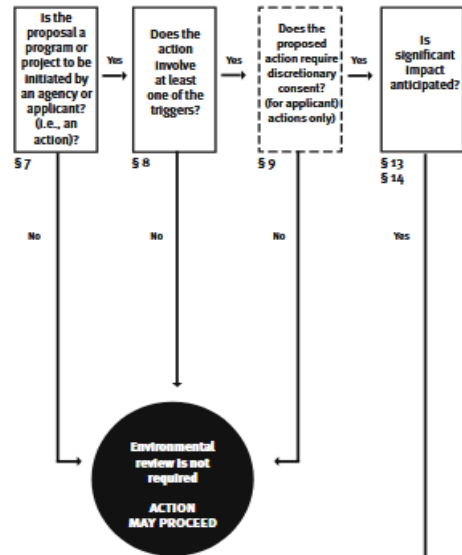 Is the
proposal a
program or
project to be
initiated by
an agency or
applicant?
(i.e., an
action)?
Yes
Does the
action
involve
at least
one of the
triggers?
Yes
Does the
proposed
action require
discretionary
consent?
(for applicant)
actions only)
Yes
Is
significant
impact
anticipated?
§ 7
§ 8
§ 9
§ 13
§ 14
No
No
No
Yes
Environmental
review is not
required
ACTION
MAY PROCEED